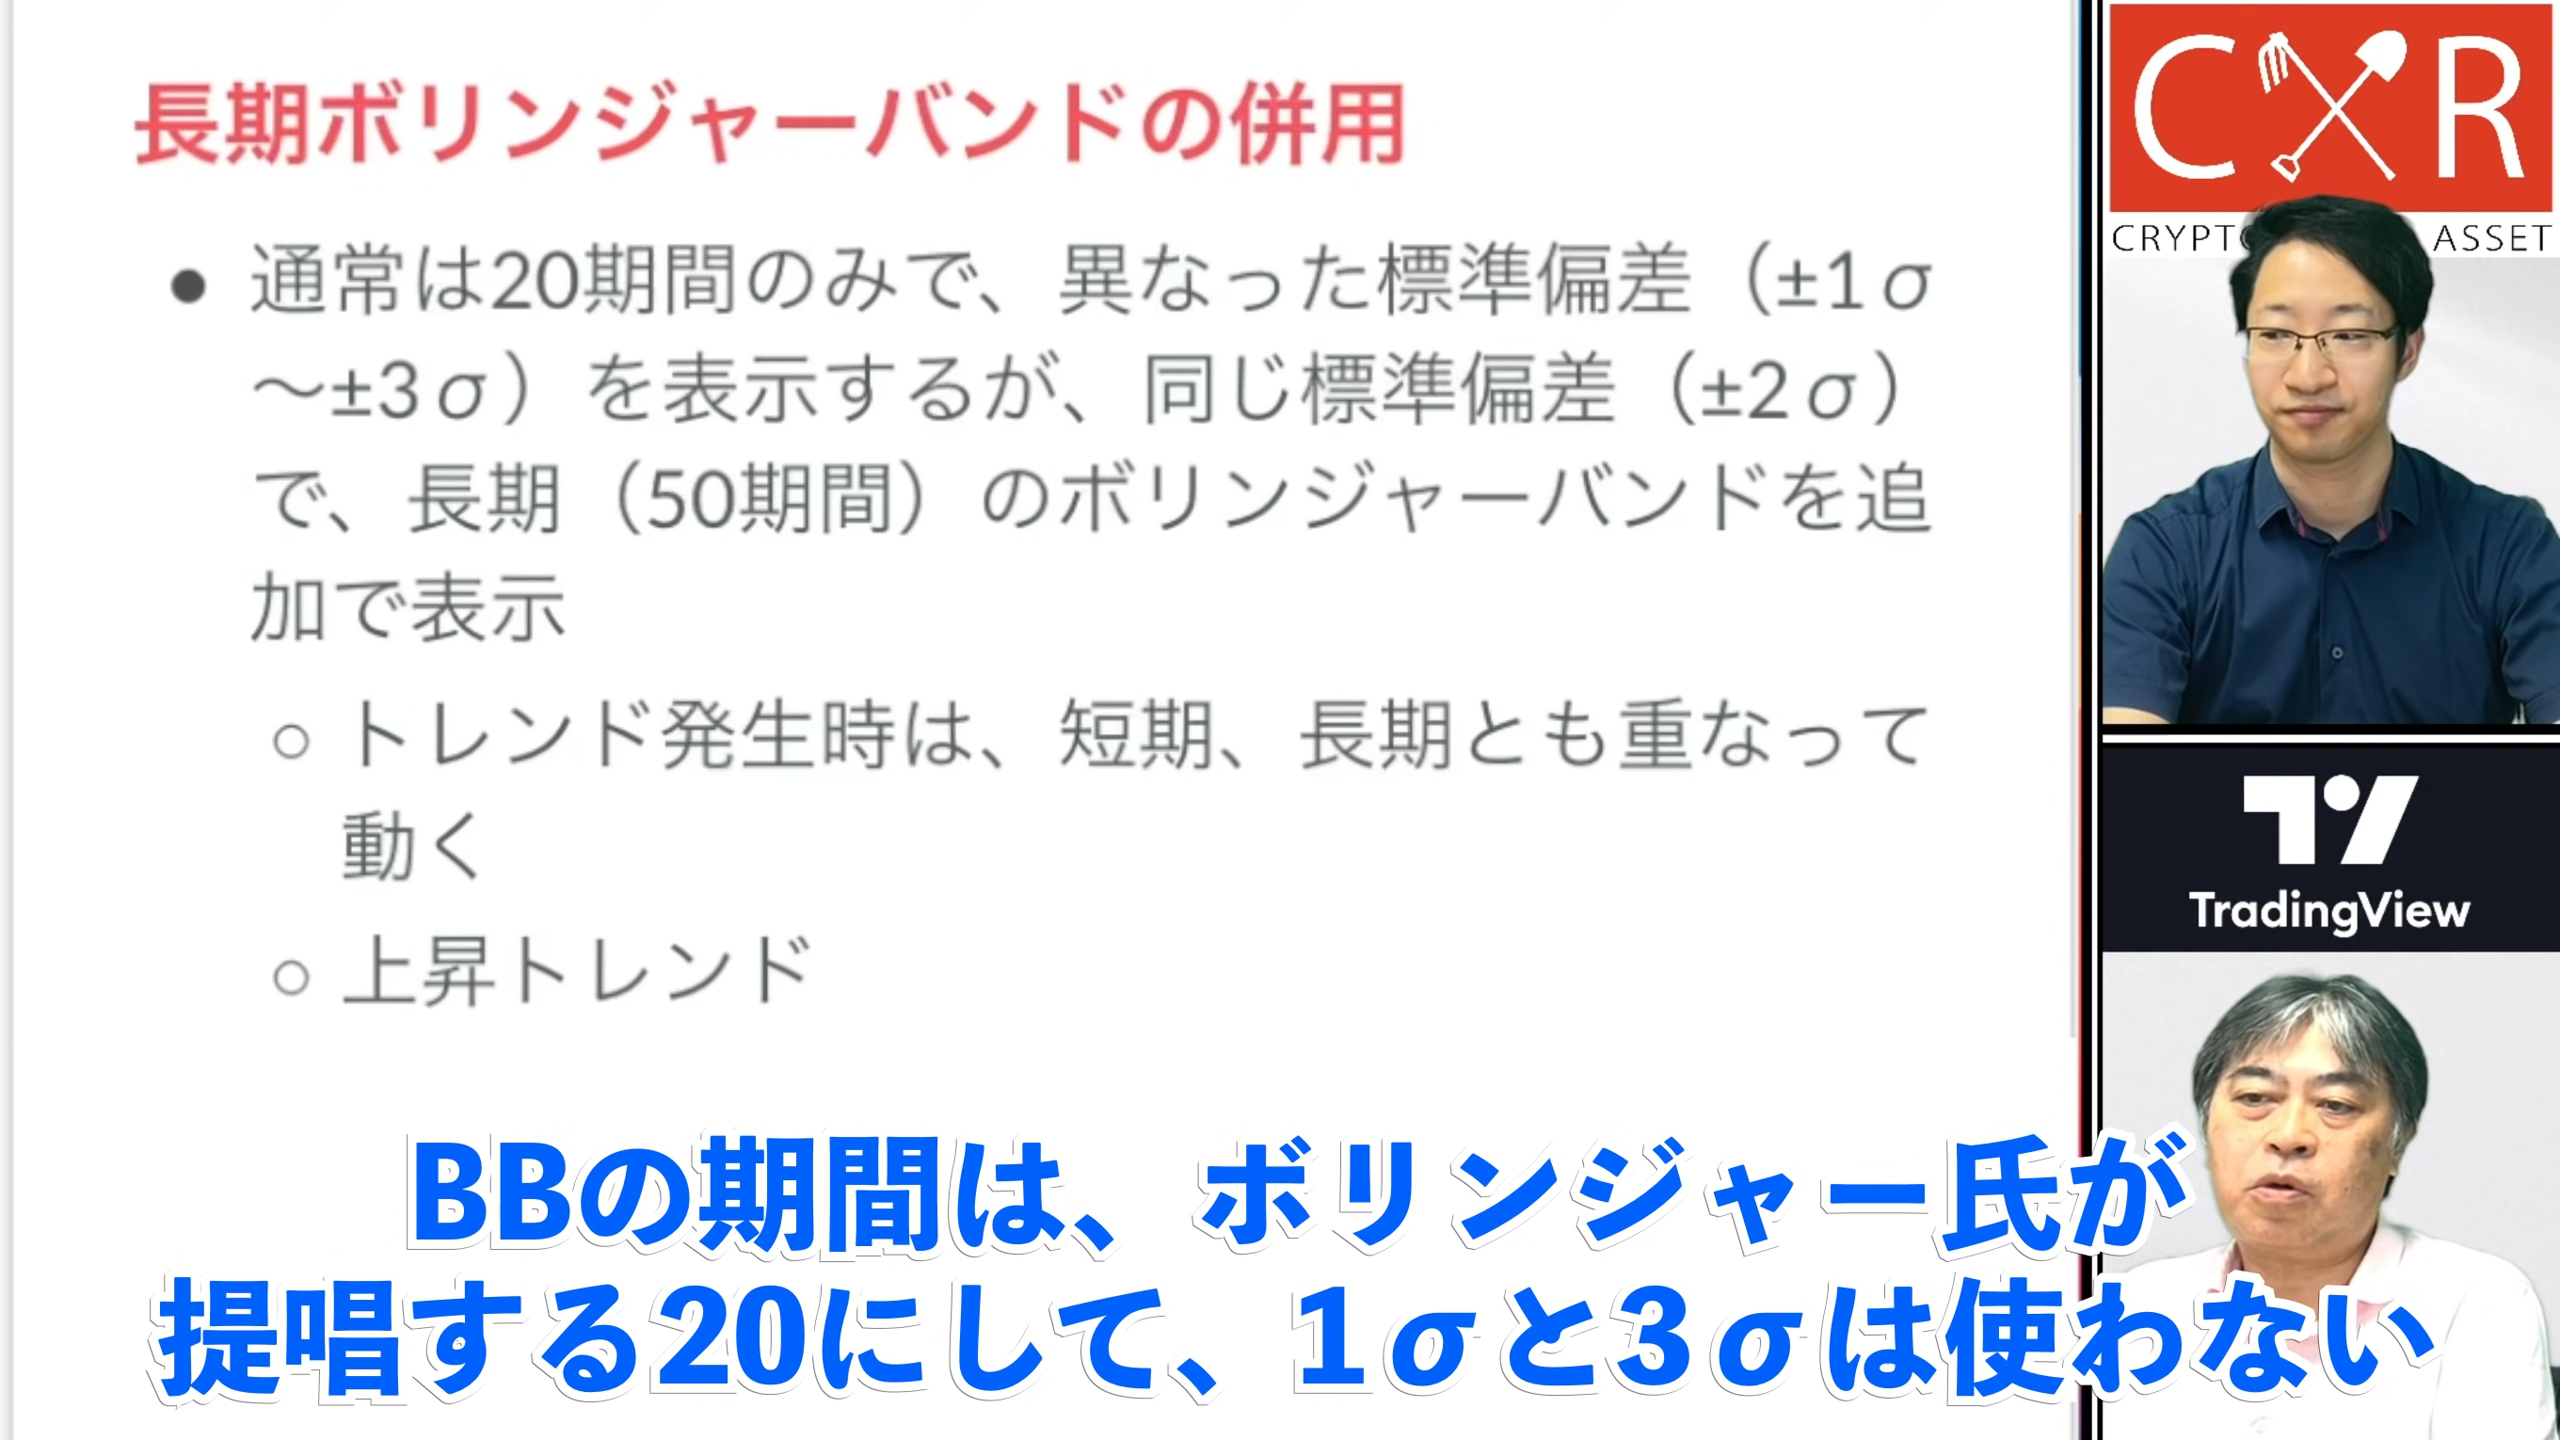 長期ボリンジャーバンドの併用
● 通常は20期間のみで、異なった標準偏差（±1σ
～±3σ）を表示するが、同じ標準偏差（±2σ）
で、長期（50期間）のボリンジャーバンドを追
加で表示
○ トレンド発生時は、短期、長期とも重なって
動く
○ 上昇トレンド
BBの期間は、ボリンジャー氏が
提唱する20にして、1σと3σは使わない
CXR
ASSET
TradingView